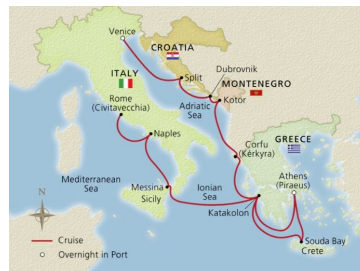 Venice
CROATIA
Dubrovnik
ITALY
Split
MONTENEGRO
Rome
(Civitavecchia)
Adriatic
Sea
Kotor
Naples
GREECE
Corfu
(Kérkyra)
Athens
(Piraeus)
Mediterranean
Sea
Messina
Sicily
Ionian
Sea
Katakolon
Souda Bay
Crete
Cruise
Overnight in Port